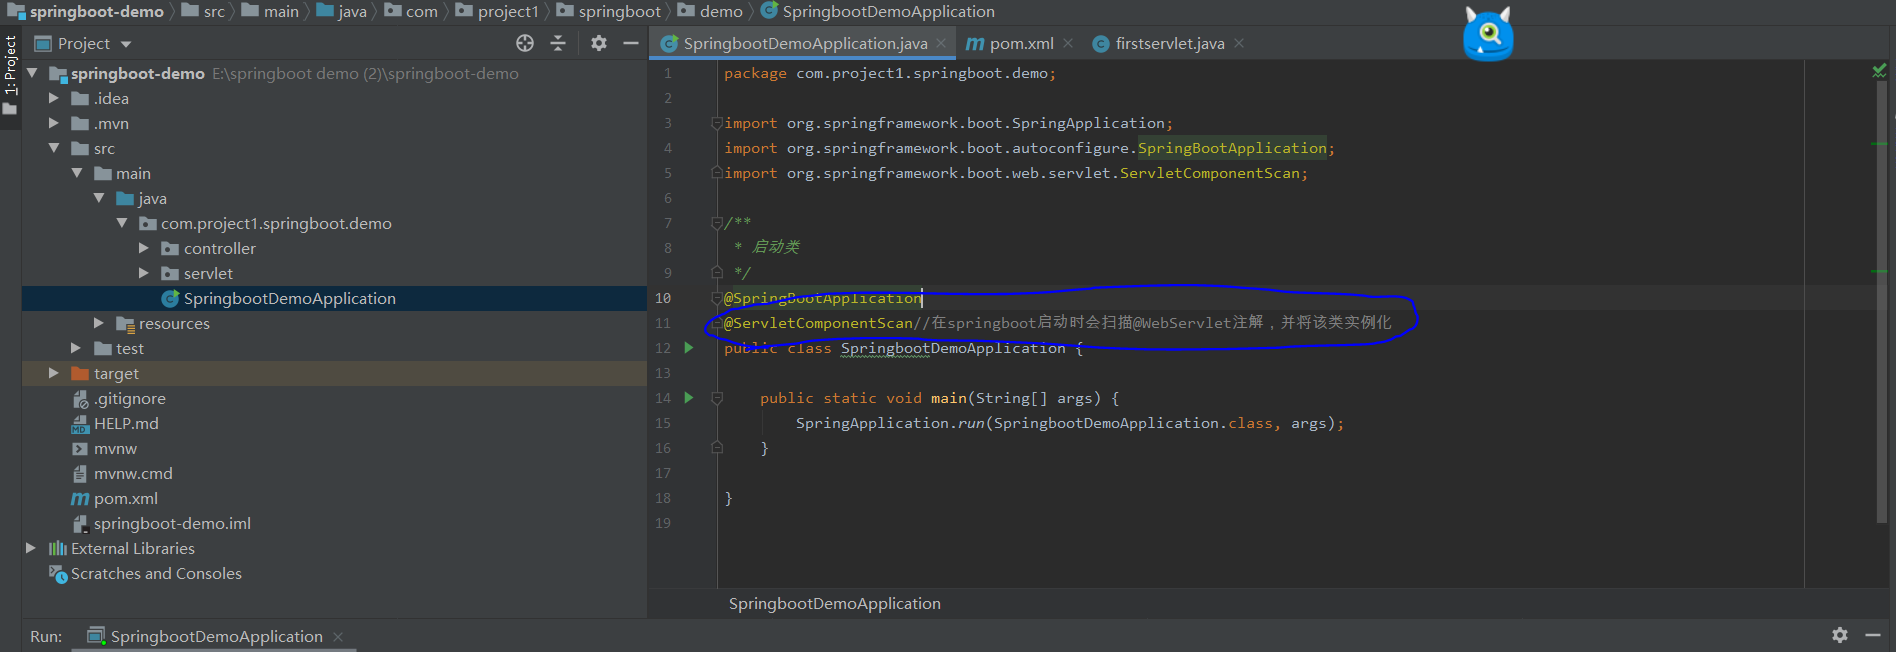 springboot-demo src main java com project1 springboot demo SpringbootDemoApplication
1: Project
Project
springboot-demo E:\springboot demo (2)\springboot-demo
.idea
.mvn
src
main
java
com.project1.springboot.demo
controller
servlet
SpringbootDemoApplication
resources
test
target
.gitignore
HELP.md
mvnw
mvnw.cmd
pom.xml
springboot-demo.iml
External Libraries
Scratches and Consoles
SpringbootDemoApplication.java pom.xml firstservlet.java
1 package com.project1.springboot.demo;
2
3 import org.springframework.boot.SpringApplication;
4 import org.springframework.boot.autoconfigure.SpringBootApplication;
5 import org.springframework.boot.web.servlet.ServletComponentScan;
6
7 /**
8 * 启动类
9 */
10 @SpringBootApplication
11 @ServletComponentScan//在springboot启动时会扫描@WebServlet注解，并将该类实例化
12 public class SpringbootDemoApplication {
13
14 public static void main(String[] args) {
15 SpringApplication.run(SpringbootDemoApplication.class, args);
16 }
17
18 }
19
SpringbootDemoApplication
Run: SpringbootDemoApplication